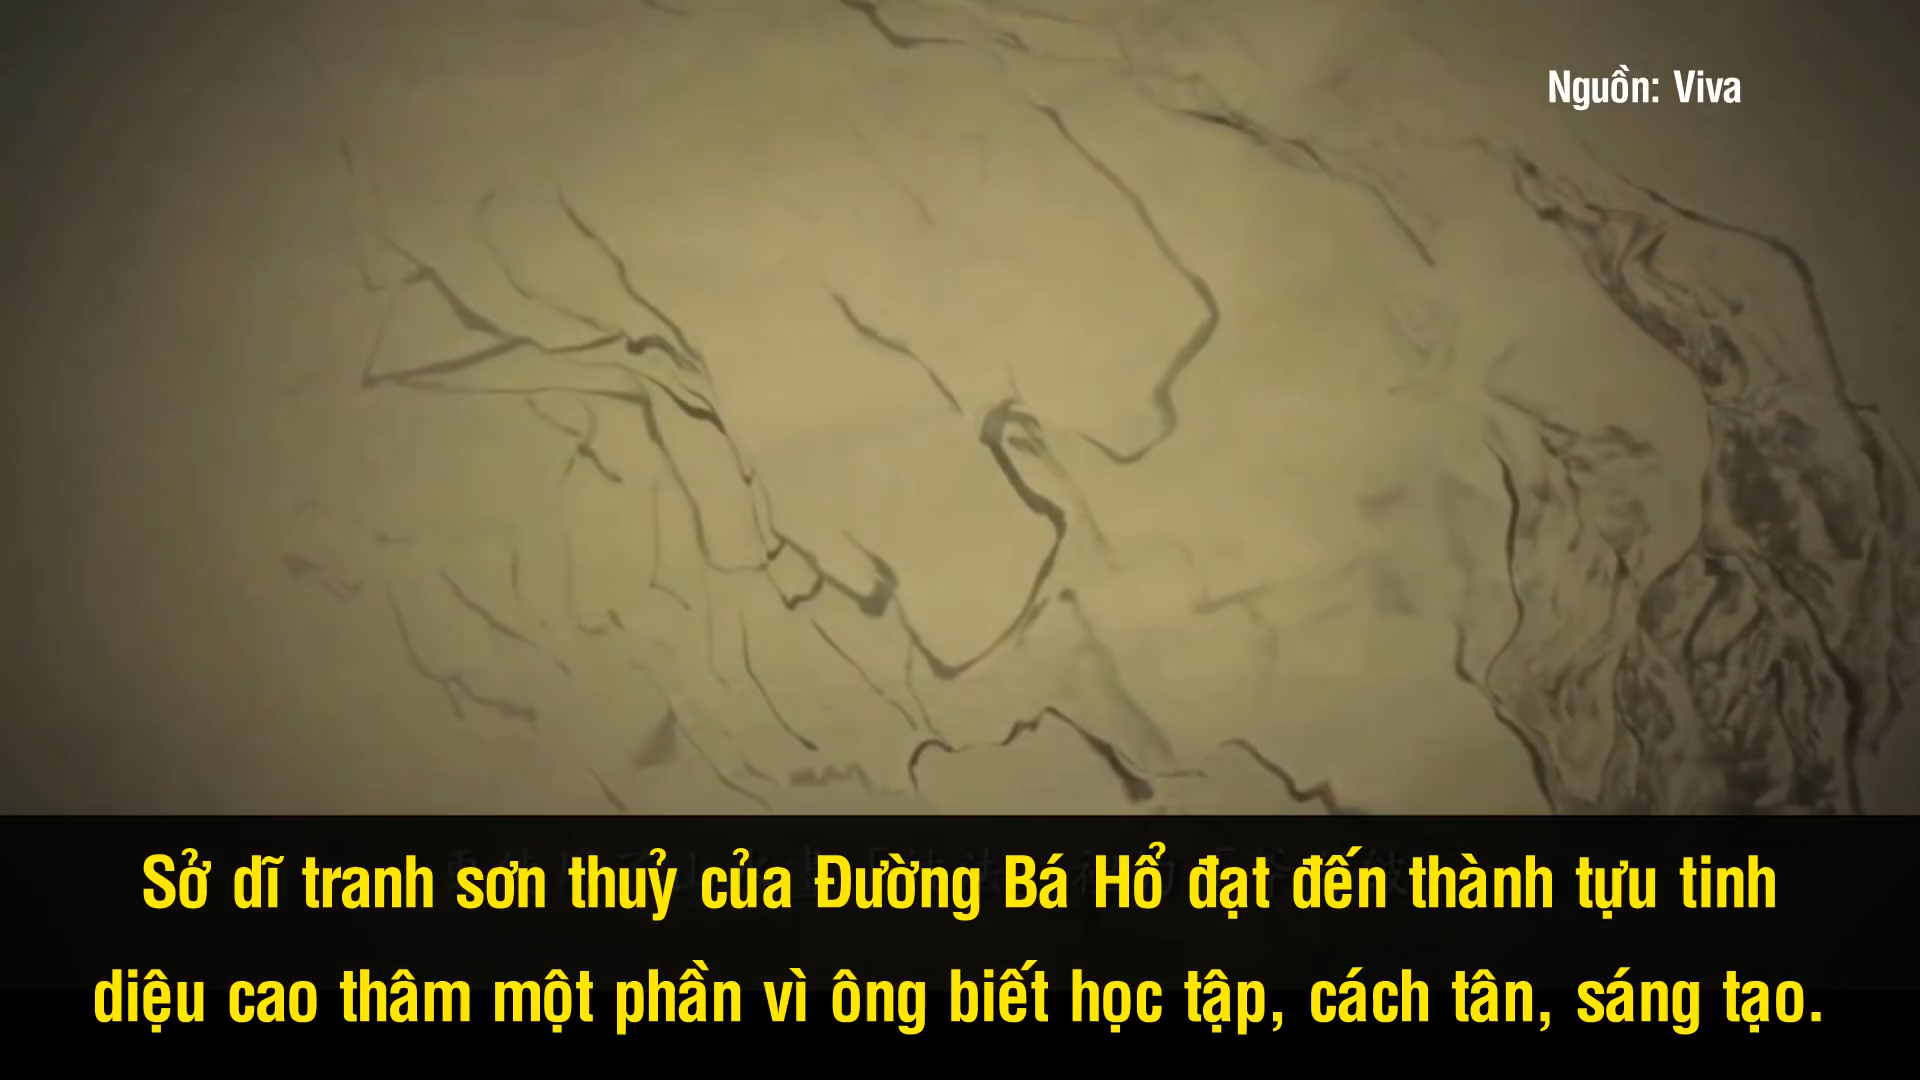 Nguồn: Viva
Sở dĩ tranh sơn thuỷ của Đường Bá Hổ đạt đến thành tựu tinh
diệu cao thâm một phần vì ông biết học tập, cách tân, sáng tạo.